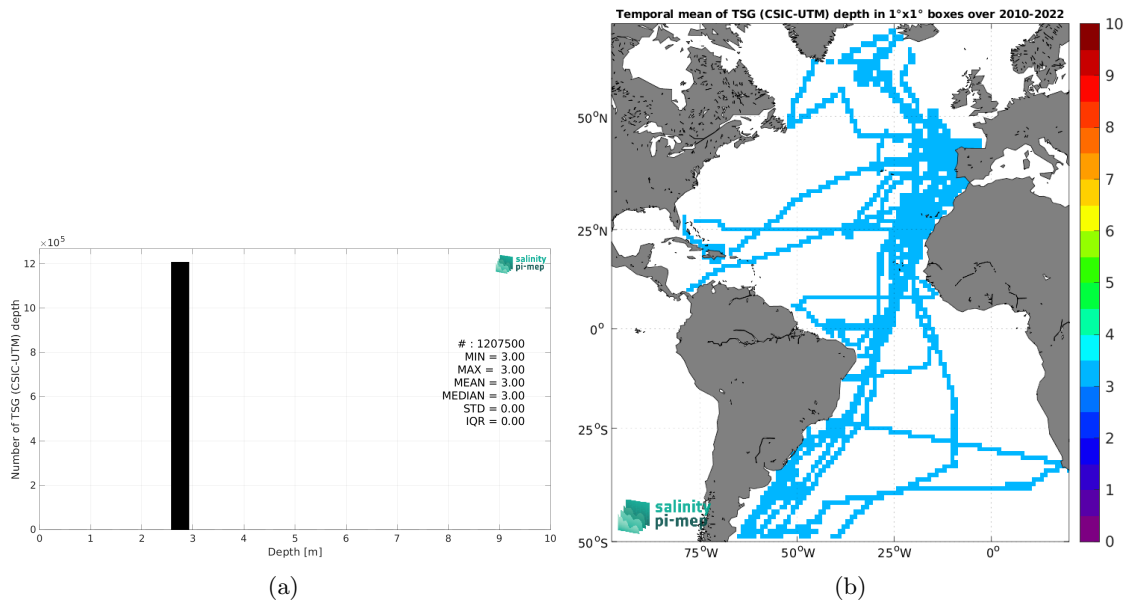 ×10⁵
12
10
8
6
4
2
0
0 1 2 3 4 5 6 7 8 9 10
Number of TSG (CSIC-UTM) depth
Depth [m]
salinity
pi-mep
# : 1207500
MIN = 3.00
MAX = 3.00
MEAN = 3.00
MEDIAN = 3.00
STD = 0.00
IQR = 0.00
(a)
Temporal mean of TSG (CSIC-UTM) depth in 1°x1° boxes over 2010-2022
50°N
25°N
0°
25°S
50°S
75°W 50°W 25°W 0°
salinity
pi-mep
10
9
8
7
6
5
4
3
2
1
0
(b)